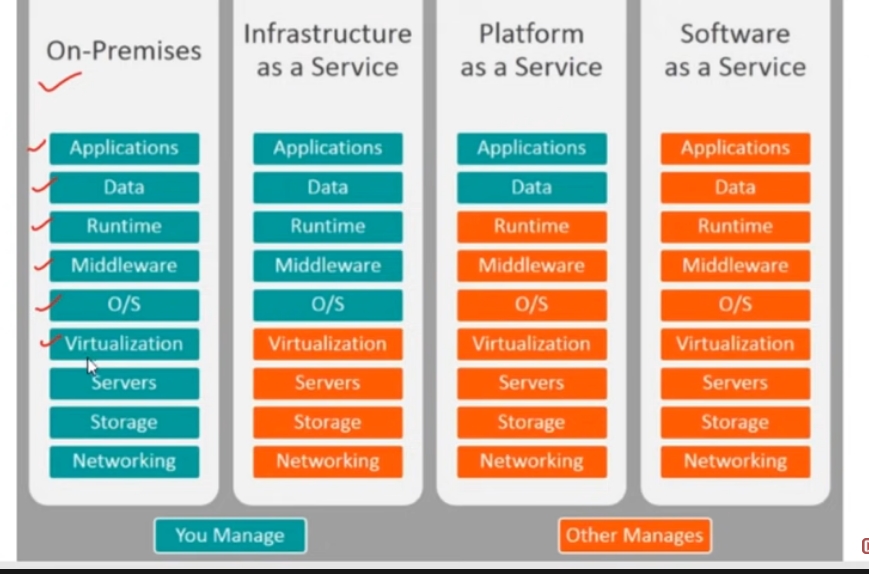 On-Premises
Applications
Data
Runtime
Middleware
O/S
Virtualization
Servers
Storage
Networking
Infrastructure
as a Service
Applications
Data
Runtime
Middleware
O/S
Virtualization
Servers
Storage
Networking
Platform
as a Service
Applications
Data
Runtime
Middleware
O/S
Virtualization
Servers
Storage
Networking
Software
as a Service
Applications
Data
Runtime
Middleware
O/S
Virtualization
Servers
Storage
Networking
You Manage
Other Manages